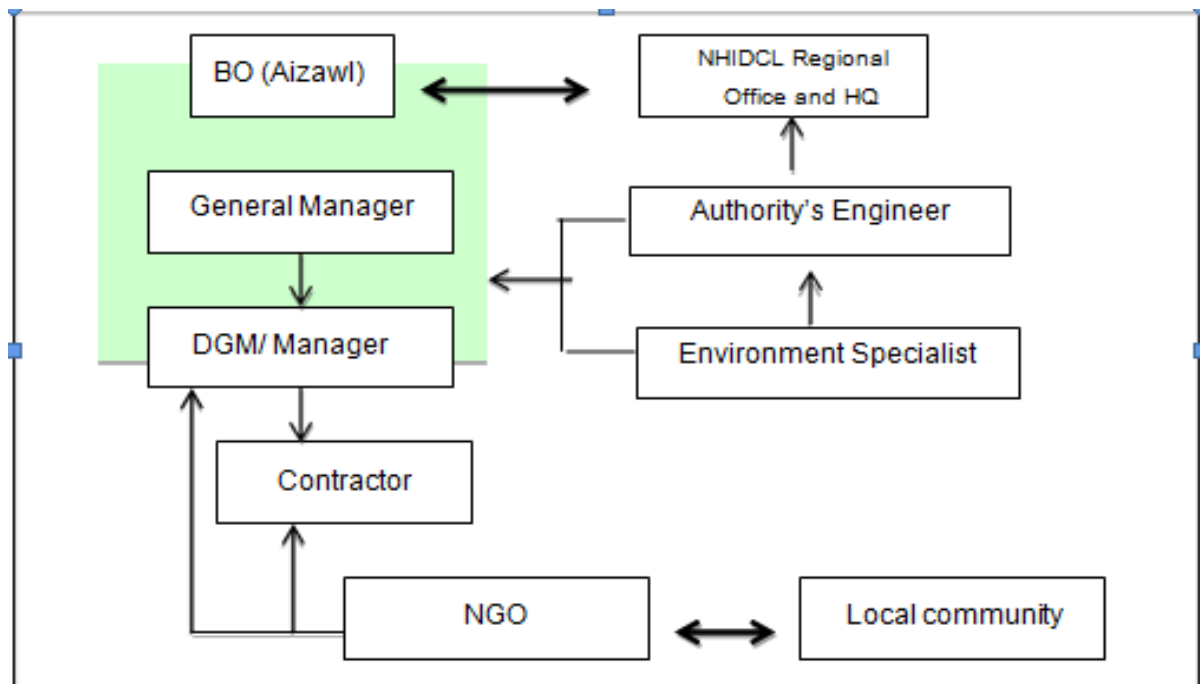 BO (Aizawl)
NHIDCL Regional
Office and HQ
General Manager
Authority's Engineer
DGM/ Manager
Environment Specialist
Contractor
NGO
Local community